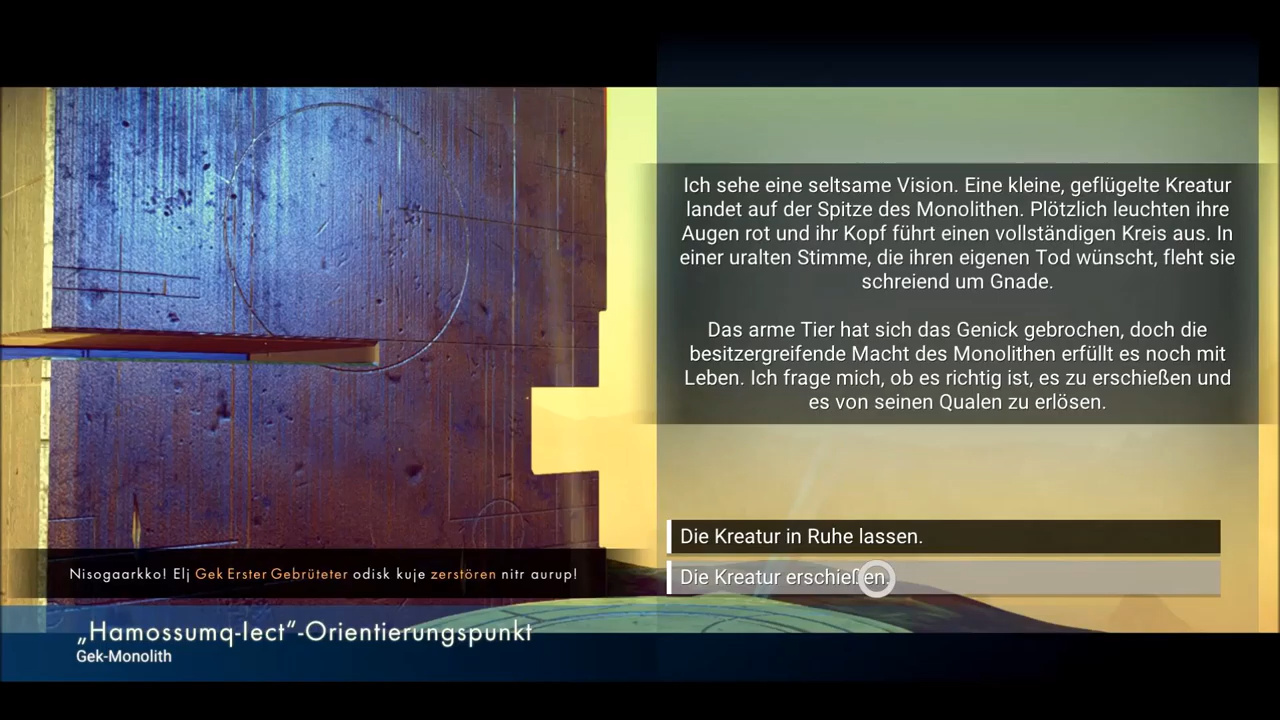 Ich sehe eine seltsame Vision. Eine kleine, geflügelte Kreatur
landet auf der Spitze des Monolithen. Plötzlich leuchten ihre
Augen rot und ihr Kopf führt einen vollständigen Kreis aus. In
einer uralten Stimme, die ihren eigenen Tod wünscht, fleht sie
schreiend um Gnade.
Das arme Tier hat sich das Genick gebrochen, doch die
besitzergreifende Macht des Monolithen erfüllt es noch mit
Leben. Ich frage mich, ob es richtig ist, es zu erschießen und
es von seinen Qualen zu erlösen.
Die Kreatur in Ruhe lassen.
Die Kreatur erschießen.
Nisogaarkko! Elj Gek Erster Gebrüteter odisk kuje zerstören nitr aurup!
„Hamossumq-lect“-Orientierungspunkt
Gek-Monolith